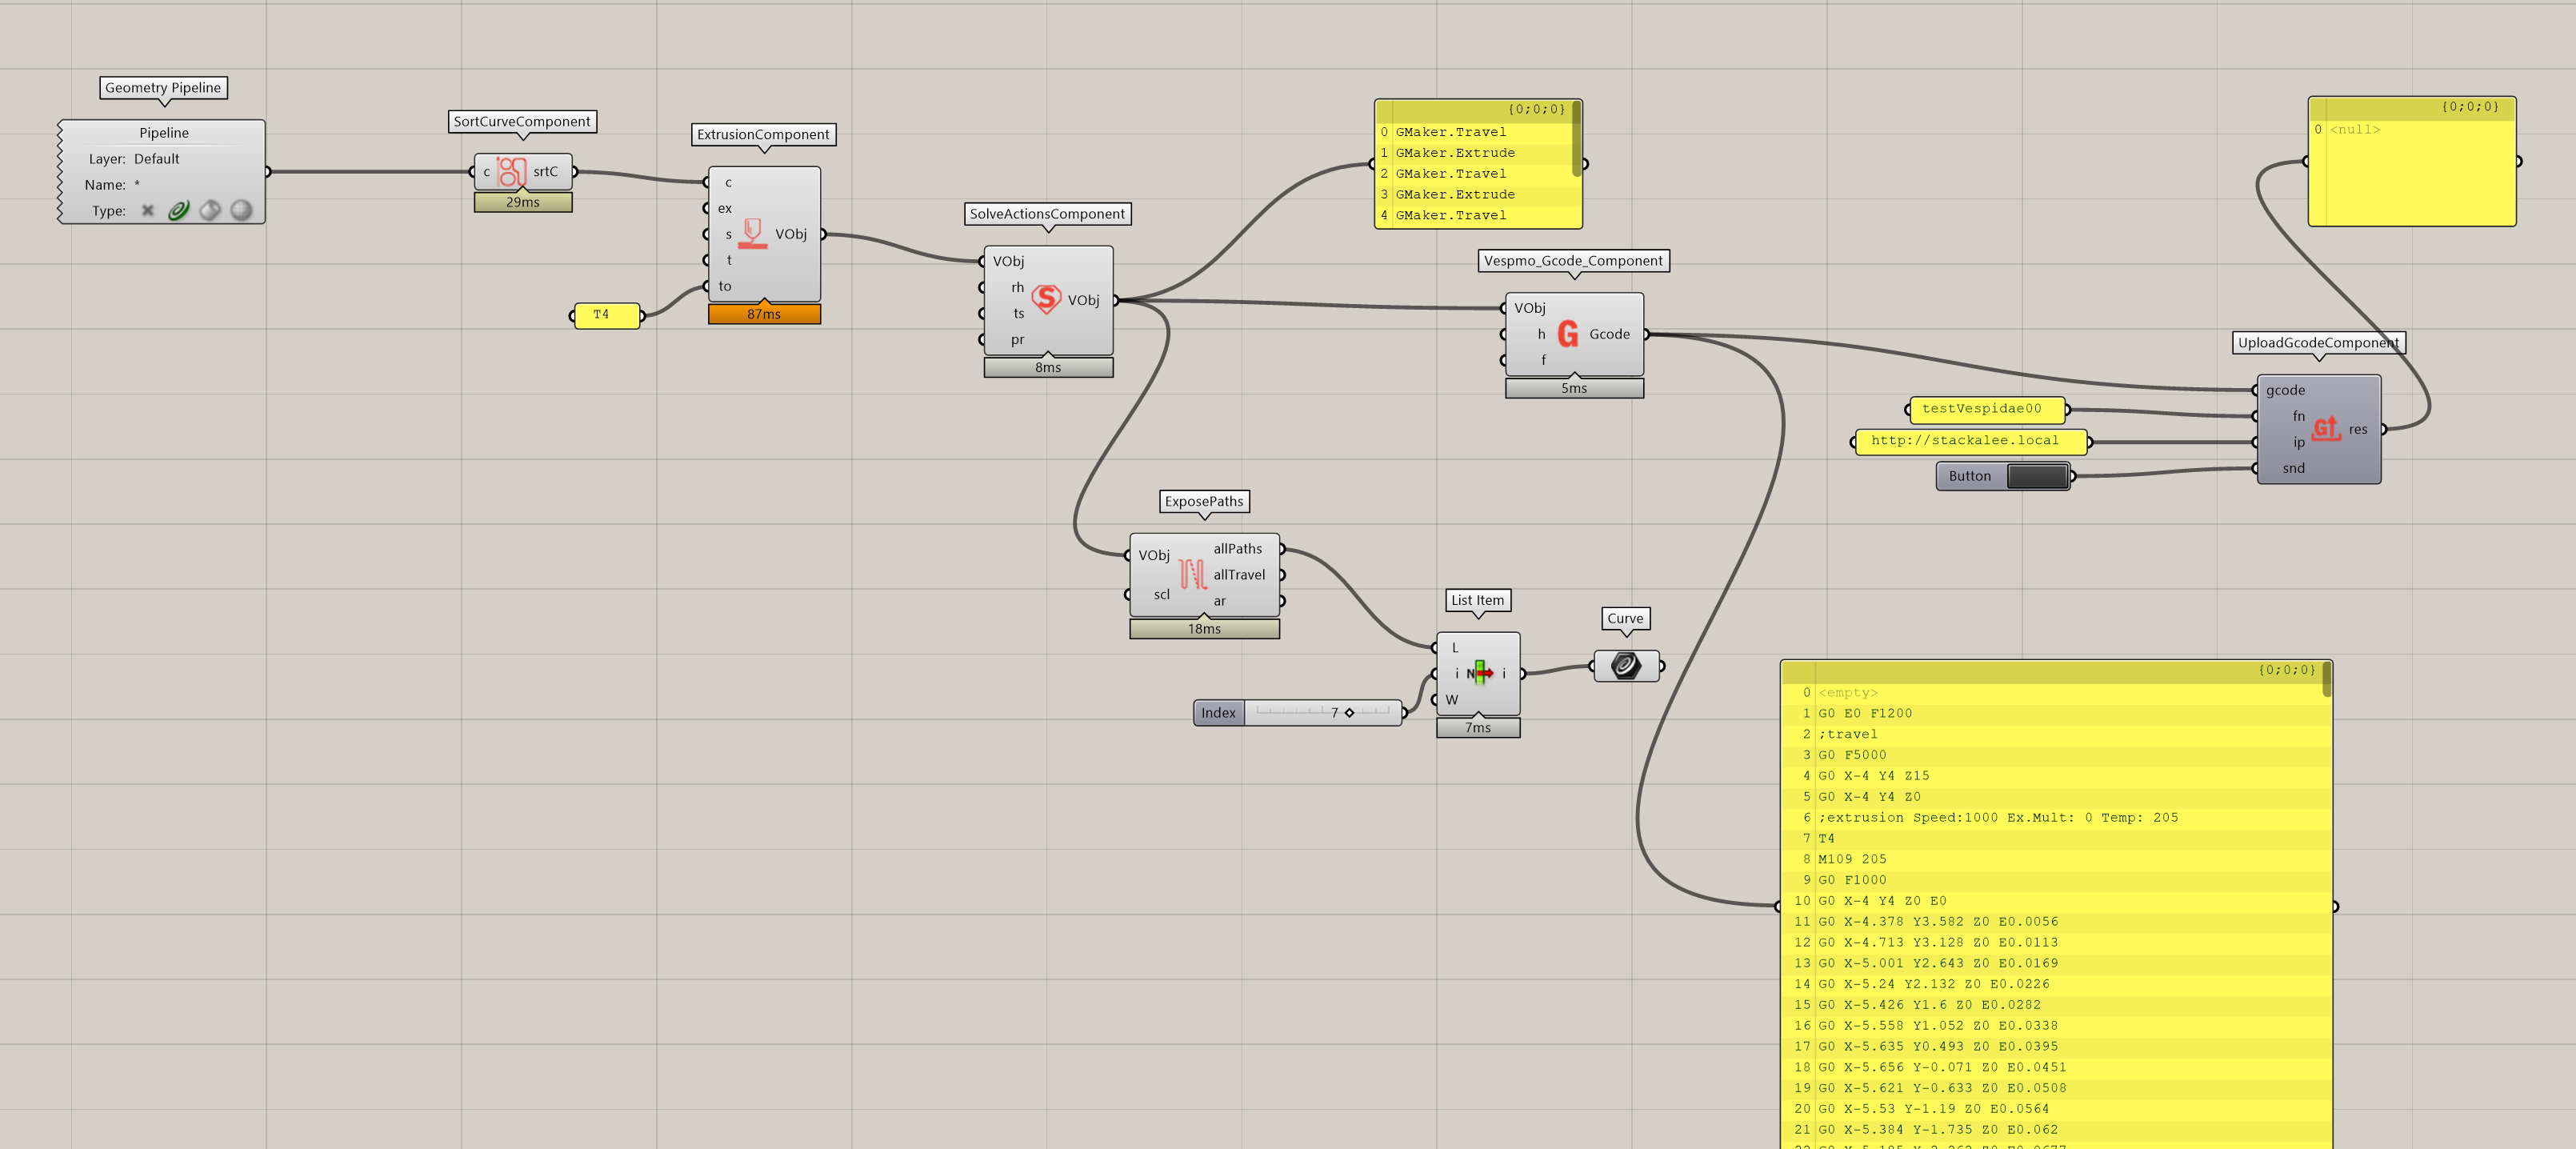 Geometry Pipeline
Pipeline
Layer: Default
Name: *
Type:
SortCurveComponent
c srtC
29ms
ExtrusionComponent
c
ex
s VObj
t
to
87ms
T4
SolveActionsComponent
VObj
rh
S VObj
ts
pr
8ms
{0;0;0}
0 GMaker.Travel
1 GMaker.Extrude
2 GMaker.Travel
3 GMaker.Extrude
4 GMaker.Travel
Vespmo_Gcode_Component
VObj
h G Gcode
f
5ms
{0;0;0}
0 <null>
UploadGcodeComponent
gcode
fn
G res
ip
snd
testVespidae00
http://stackalee.local
Button
ExposePaths
VObj allPaths
allTravel
scl ar
18ms
List Item
L
i N i
W
7ms
Index 7
Curve
{0;0;0}
0 <empty>
1 G0 E0 F1200
2 ;travel
3 G0 F5000
4 G0 X-4 Y4 Z15
5 G0 X-4 Y4 Z0
6 ;extrusion Speed:1000 Ex.Mult: 0 Temp: 205
7 T4
8 M109 205
9 G0 F1000
10 G0 X-4 Y4 Z0 E0
11 G0 X-4.378 Y3.582 Z0 E0.0056
12 G0 X-4.713 Y3.128 Z0 E0.0113
13 G0 X-5.001 Y2.643 Z0 E0.0169
14 G0 X-5.24 Y2.132 Z0 E0.0226
15 G0 X-5.426 Y1.6 Z0 E0.0282
16 G0 X-5.558 Y1.052 Z0 E0.0338
17 G0 X-5.635 Y0.493 Z0 E0.0395
18 G0 X-5.656 Y-0.071 Z0 E0.0451
19 G0 X-5.621 Y-0.633 Z0 E0.0508
20 G0 X-5.53 Y-1.19 Z0 E0.0564
21 G0 X-5.384 Y-1.735 Z0 E0.062